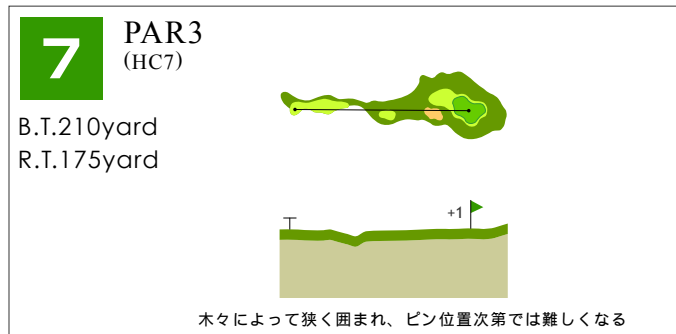 7
PAR3
(HC7)
B.T.210yard
R.T.175yard
+1
木々によって狭く囲まれ、ピン位置次第では難しくなる